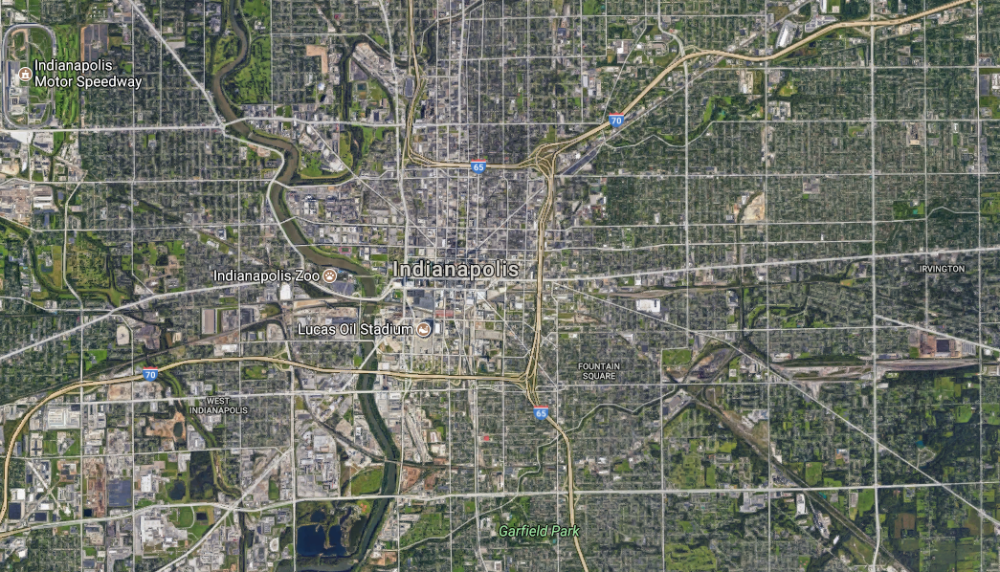 Indianapolis
Motor Speedway
70
65
Indianapolis
Indianapolis Zoo
IRVINGTON
Lucas Oil Stadium
70
FOUNTAIN
SQUARE
WEST
INDIANAPOLIS
65
Garfield Park